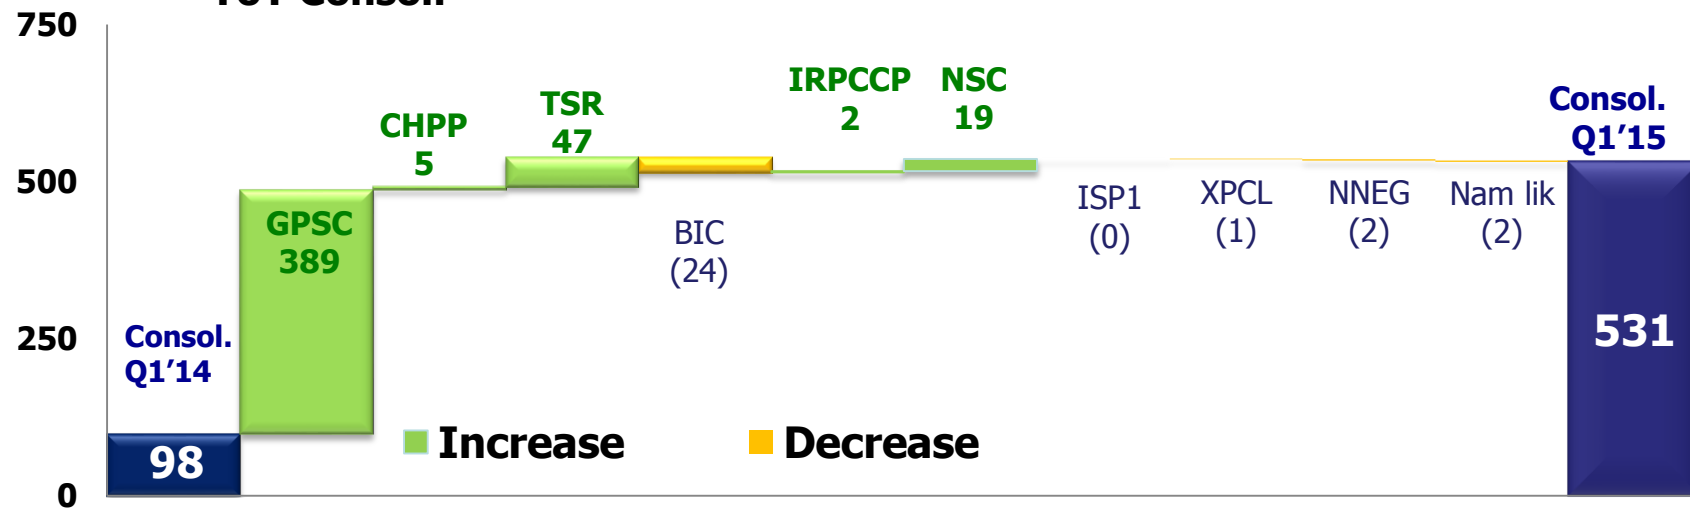 750
500
250
0
Consol.
Q1’14
98
GPSC
389
CHPP
5
TSR
47
BIC
(24)
IRPCCP
2
NSC
19
ISP1
(0)
XPCL
(1)
NNEG
(2)
Nam lik
(2)
Consol.
Q1’15
531
Increase
Decrease